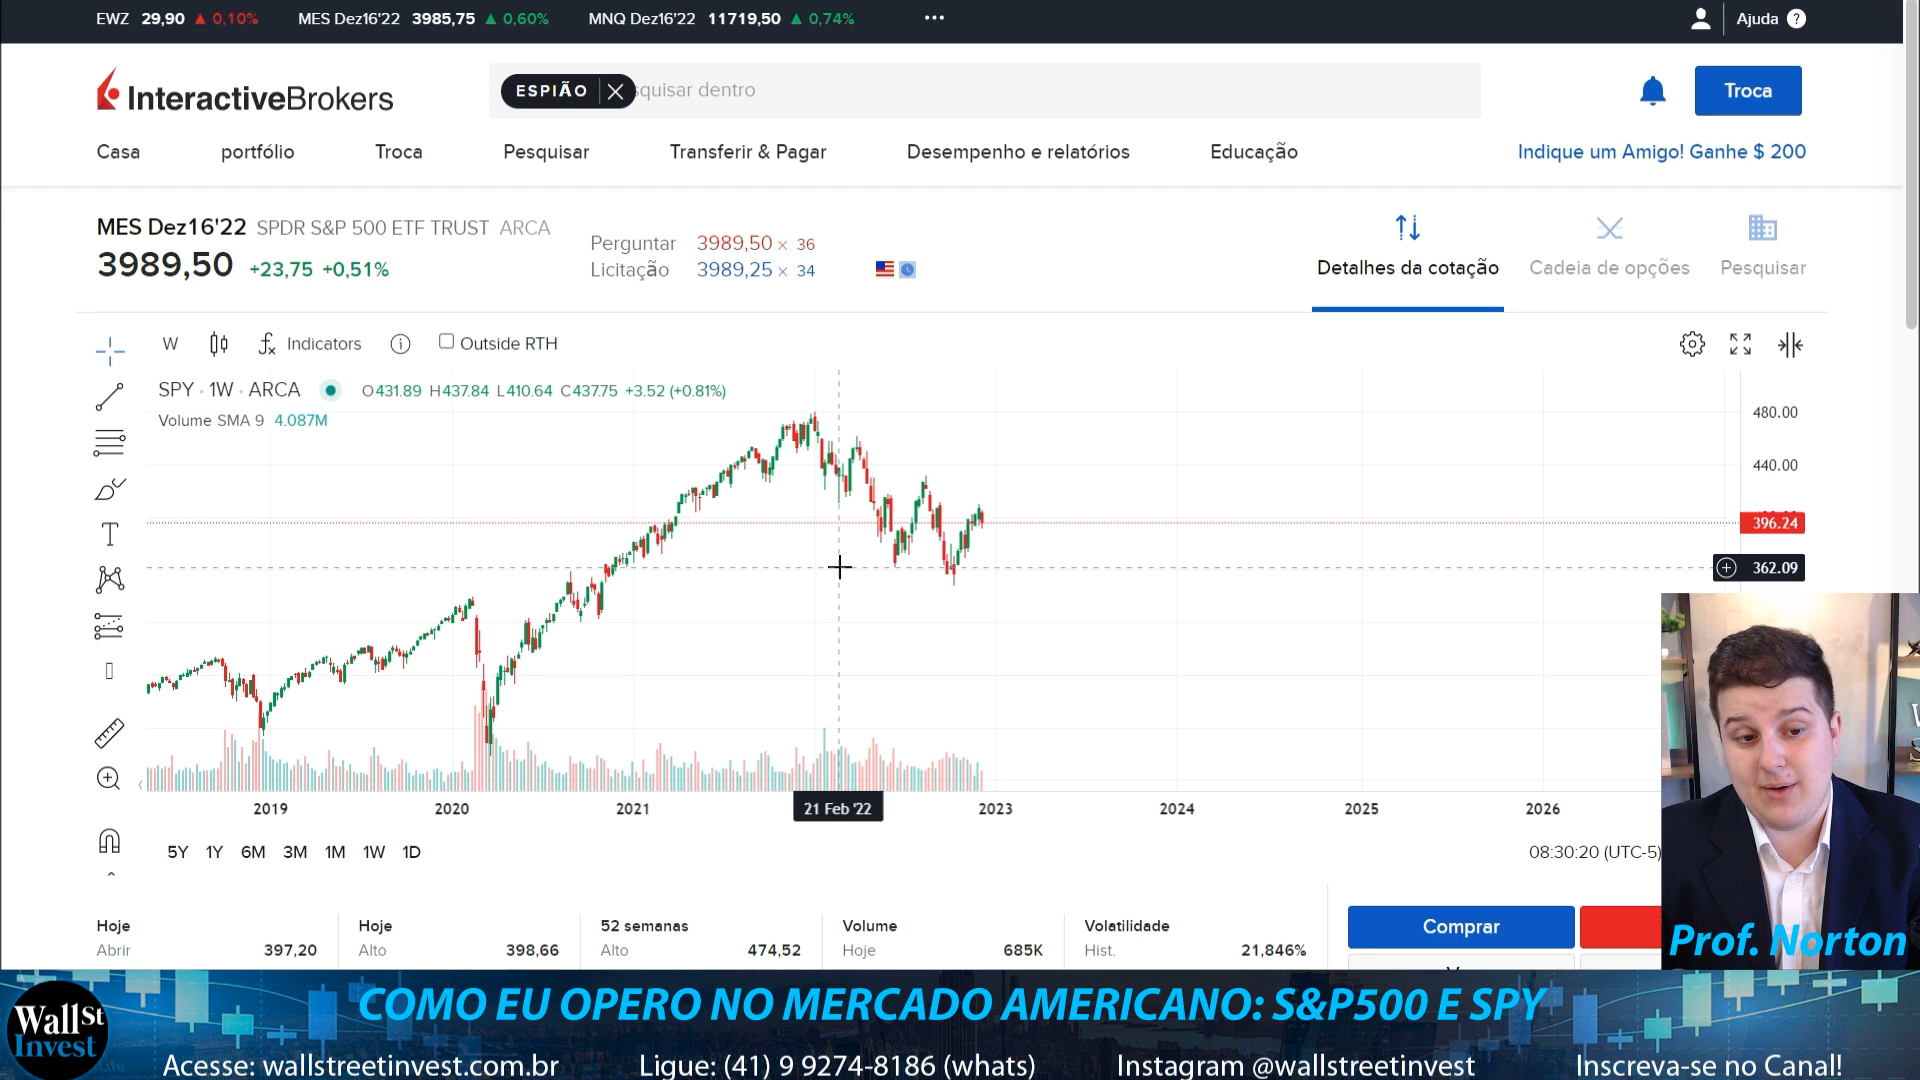 EWZ 29,90 ▲ 0,10% MES Dez16'22 3985,75 ▲ 0,60% MNQ Dez16'22 11719,50 ▲ 0,74% ••• Ajuda ?
InteractiveBrokers ESPIÃO squisar dentro Troca
Casa portfólio Troca Pesquisar Transferir & Pagar Desempenho e relatórios Educação Indique um Amigo! Ganhe $ 200
MES Dez16'22 SPDR S&P 500 ETF TRUST ARCA
3989,50 +23,75 +0,51%
Perguntar 3989,50 × 36
Licitação 3989,25 × 34
Detalhes da cotação Cadeia de opções Pesquisar
W Indicators Outside RTH
SPY · 1W · ARCA O431.89 H437.84 L410.64 C437.75 +3.52 (+0.81%)
Volume SMA 9 4.087M
480.00
440.00
396.24
362.09
2019 2020 2021 21 Feb '22 2023 2024 2025 2026
5Y 1Y 6M 3M 1M 1W 1D 08:30:20 (UTC-5)
Hoje Hoje 52 semanas Volume Volatilidade
Abrir 397,20 Alto 398,66 Alto 474,52 Hoje 685K Hist. 21,846%
Comprar
Prof. Norton
Wall St
Invest
COMO EU OPERO NO MERCADO AMERICANO: S&P500 E SPY
Acesse: wallstreetinvest.com.br Ligue: (41) 9 9274-8186 (whats) Instagram @wallstreetinvest Inscreva-se no Canal!